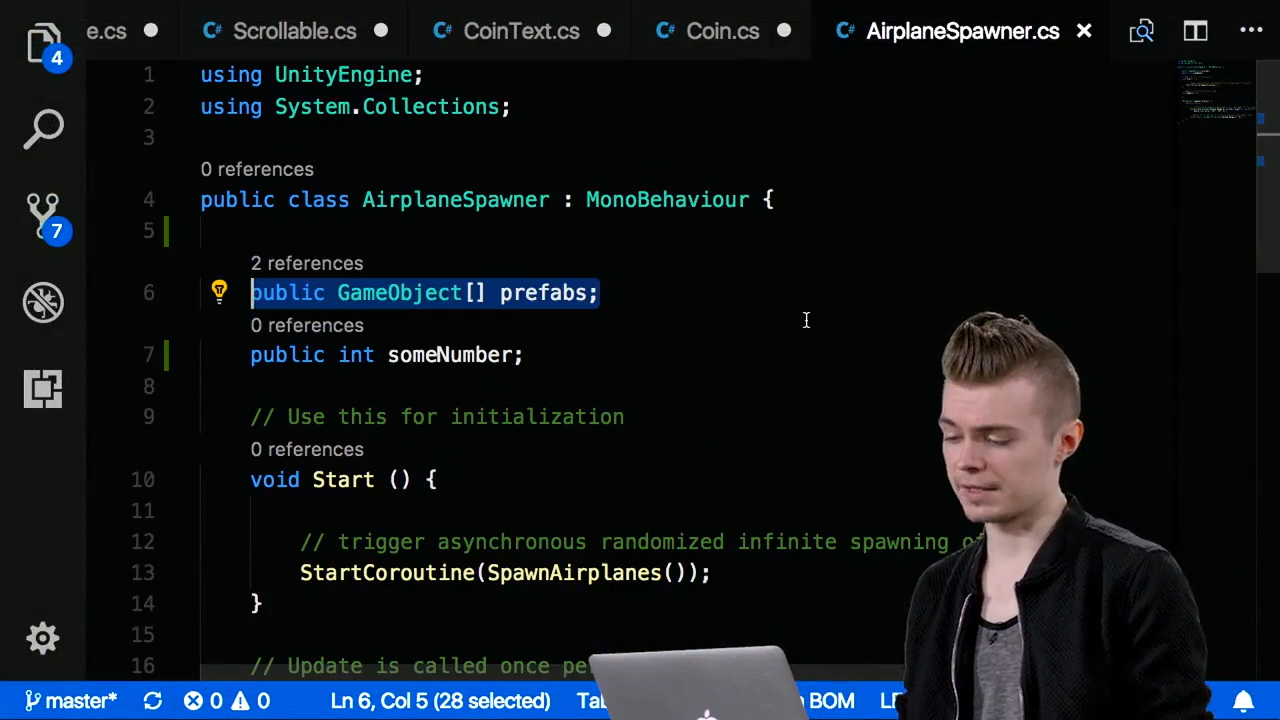 e.cs
Scrollable.cs
CoinText.cs
Coin.cs
AirplaneSpawner.cs
4
7
1 using UnityEngine;
2 using System.Collections;
3
0 references
4 public class AirplaneSpawner : MonoBehaviour {
5
2 references
6 public GameObject[] prefabs;
0 references
7 public int someNumber;
8
9 // Use this for initialization
0 references
10 void Start () {
11
12 // trigger asynchronous randomized infinite spawning of
13 StartCoroutine(SpawnAirplanes());
14 }
15
16 // Update is called once pe
master* 0 0 Ln 6, Col 5 (28 selected) Ta BOM L